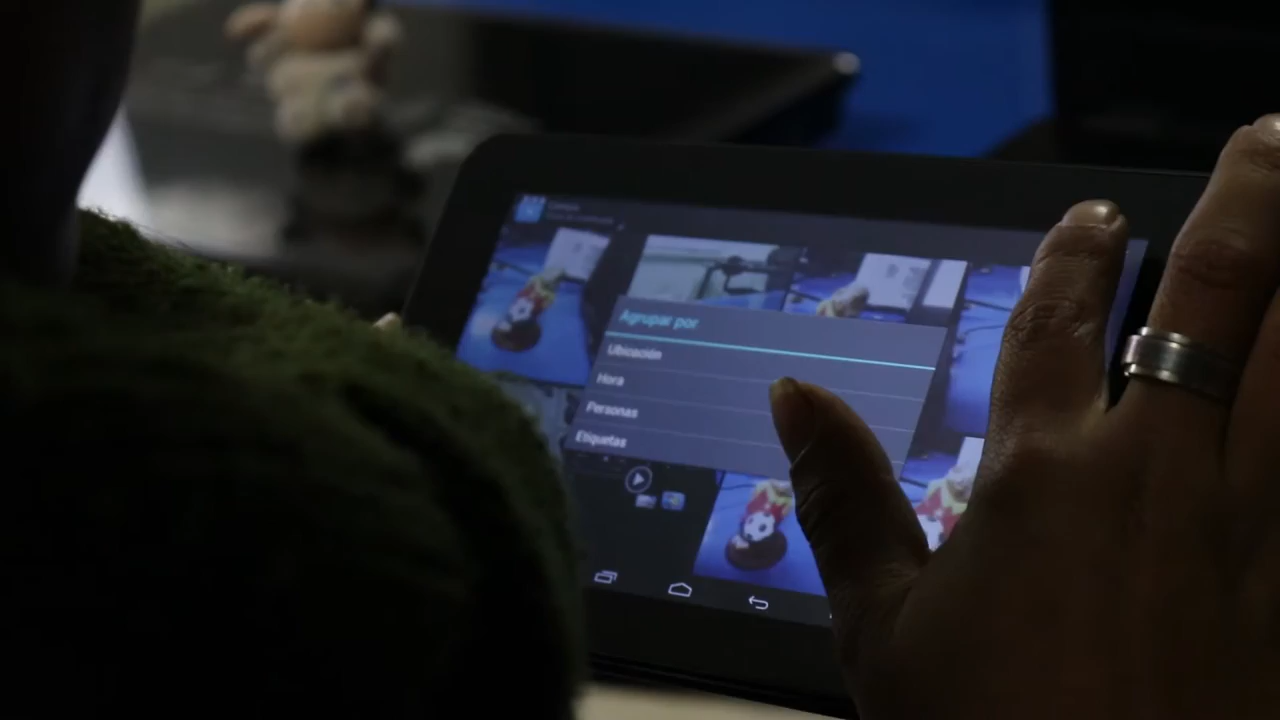 Agrupar por
Ubicación
Hora
Personas
Etiquetas